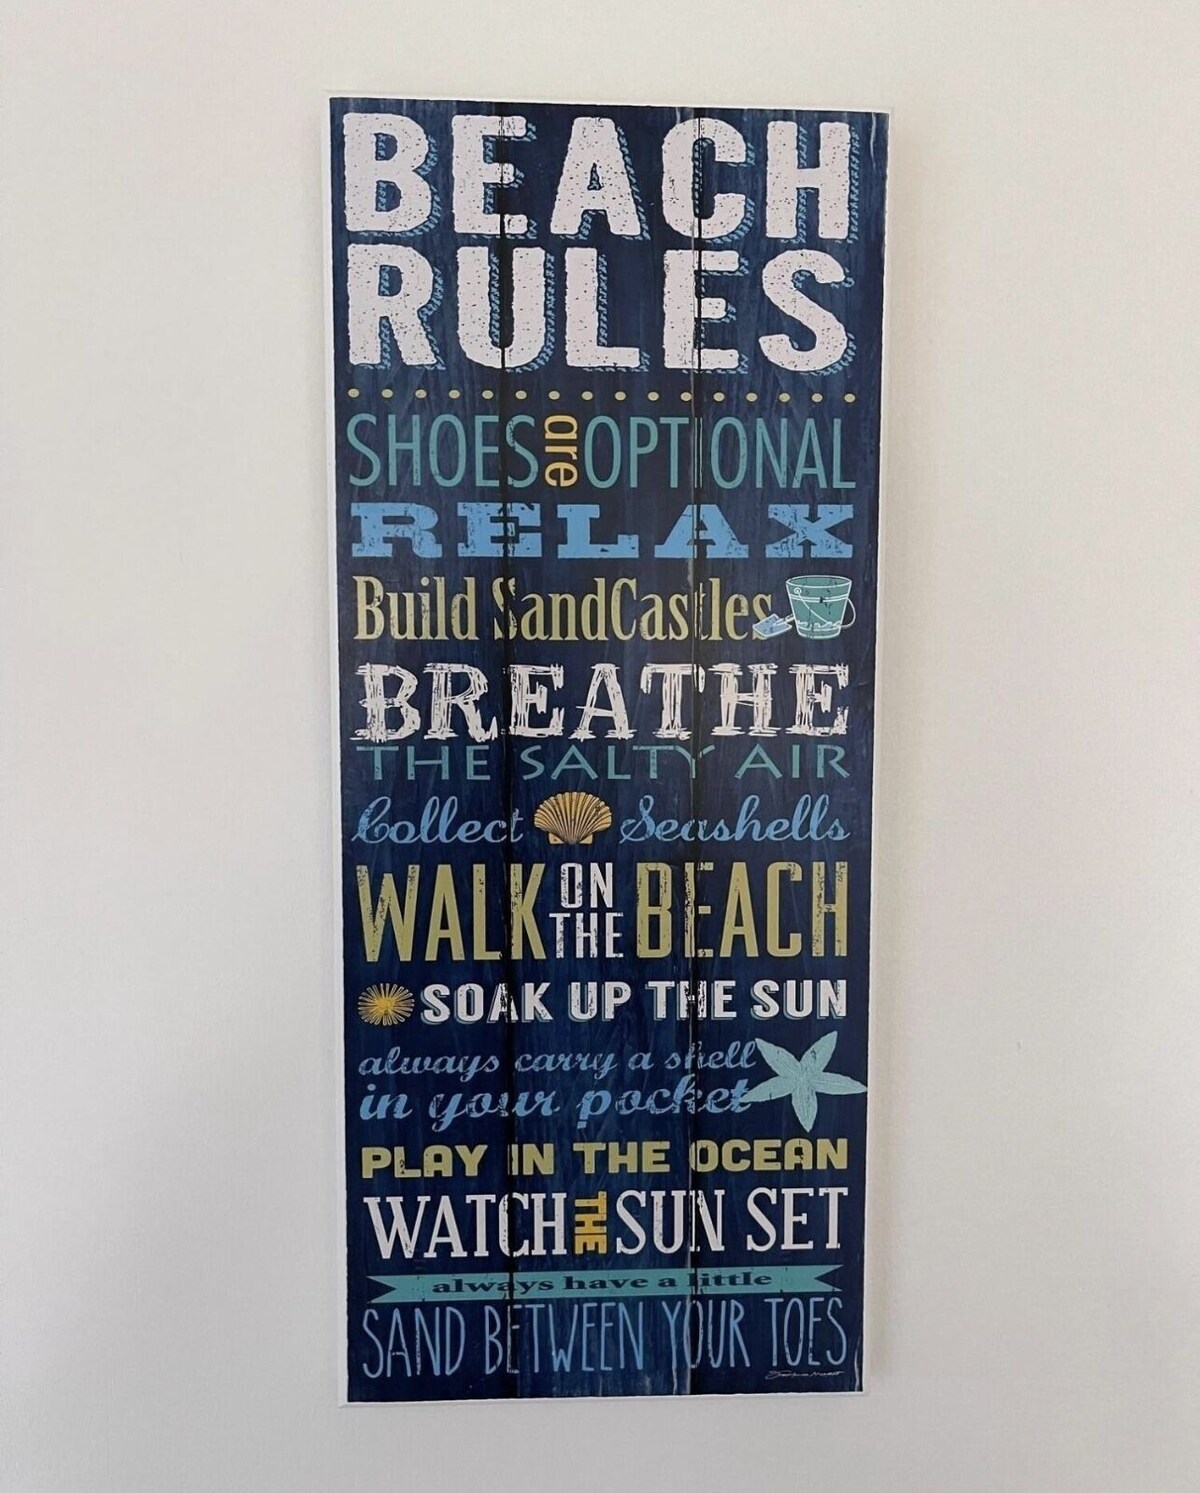 BEACH
RULES
SHOES are OPTIONAL
RELAX
Build SandCastles
BREATHE
THE SALTY AIR
Collect Seashells
WALK ON THE BEACH
SOAK UP THE SUN
always carry a shell
in your pocket
PLAY IN THE OCEAN
WATCH THE SUN SET
always have a little
SAND BETWEEN YOUR TOES